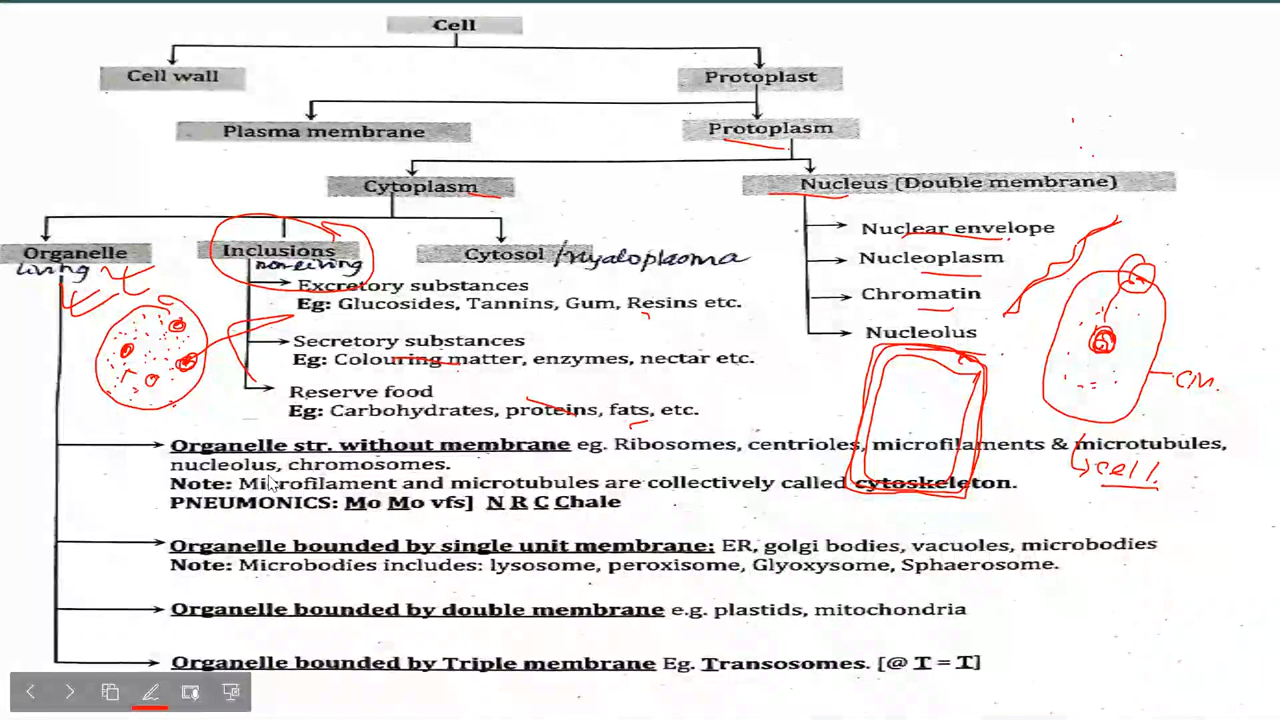 Cell
Cell wall
Protoplast
Plasma membrane
Protoplasm
Cytoplasm
Nucleus (Double membrane)
Nuclear envelope
Organelle
living
Inclusions
non-living
Cytosol /hyaloplasma
Nucleoplasm
Excretory substances
Eg: Glucosides, Tannins, Gum, Resins etc.
Chromatin
Nucleolus
Secretory substances
Eg: Colouring matter, enzymes, nectar etc.
Reserve food
Eg: Carbohydrates, proteins, fats, etc.
C.M.
cell.
Organelle str. without membrane eg. Ribosomes, centrioles, microfilaments & microtubules,
nucleolus, chromosomes.
Note: Microfilament and microtubules are collectively called cytoskeleton.
PNEUMONICS: Mo Mo vfs] N R C Chale
Organelle bounded by single unit membrane: ER, golgi bodies, vacuoles, microbodies
Note: Microbodies includes: lysosome, peroxisome, Glyoxysome, Sphaerosome.
Organelle bounded by double membrane e.g. plastids, mitochondria
Organelle bounded by Triple membrane Eg. Transosomes. [@ T = T]